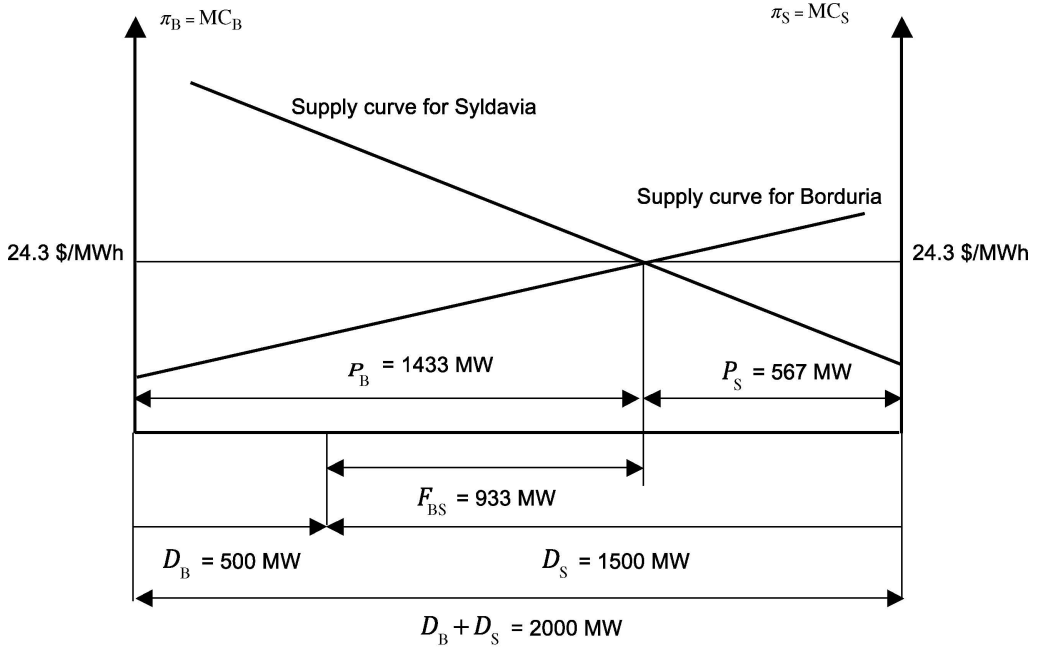 π_B = MC_B
π_S = MC_S
Supply curve for Syldavia
Supply curve for Borduria
24.3 $/MWh
24.3 $/MWh
P_B = 1433 MW
P_S = 567 MW
F_BS = 933 MW
D_B = 500 MW
D_S = 1500 MW
D_B + D_S = 2000 MW